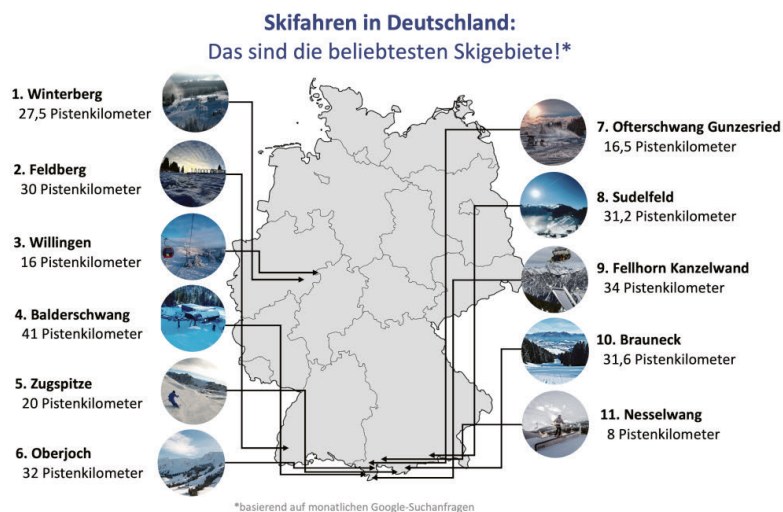 Skifahren in Deutschland:
Das sind die beliebtesten Skigebiete!*
1. Winterberg
27,5 Pistenkilometer
2. Feldberg
30 Pistenkilometer
3. Willingen
16 Pistenkilometer
4. Balderschwang
41 Pistenkilometer
5. Zugspitze
20 Pistenkilometer
6. Oberjoch
32 Pistenkilometer
7. Ofterschwang Gunzesried
16,5 Pistenkilometer
8. Sudelfeld
31,2 Pistenkilometer
9. Fellhorn Kanzelwand
34 Pistenkilometer
10. Brauneck
31,6 Pistenkilometer
11. Nesselwang
8 Pistenkilometer
*basierend auf monatlichen Google-Suchanfragen